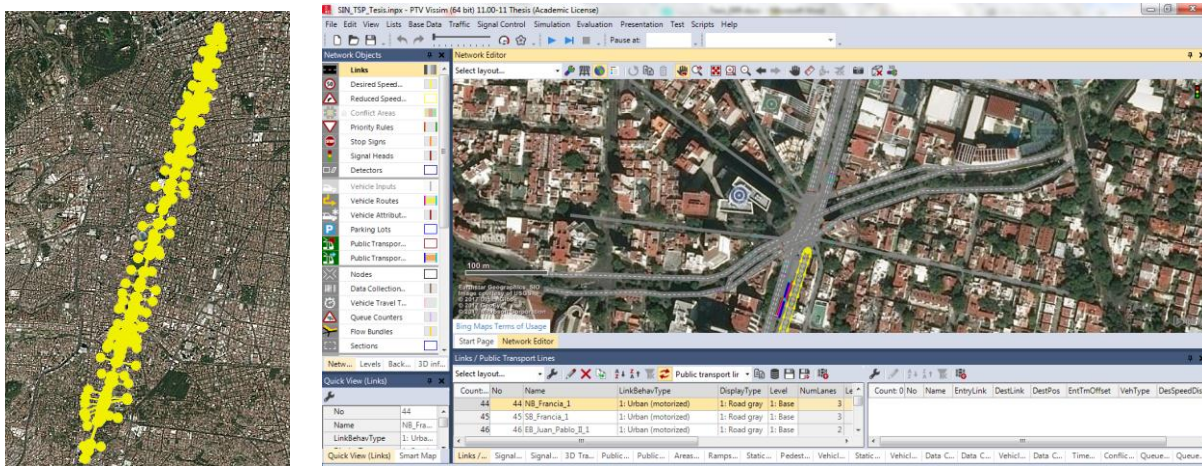 SIN_TSP_Tesis.inpx - PTV Vissim (64 bit) 11.00-11 Thesis (Academic License)
File Edit View Lists Base Data Traffic Signal Control Simulation Evaluation Presentation Test Scripts Help
Pause at:
Network Objects
Links
Desired Speed...
Reduced Speed...
Conflict Areas
Priority Rules
Stop Signs
Signal Heads
Detectors
Vehicle Inputs
Vehicle Routes
Vehicle Attribut...
Parking Lots
Public Transpor...
Public Transpor...
Nodes
Data Collection...
Vehicle Travel T...
Queue Counters
Flow Bundles
Sections
Netw... Levels Back... 3D inf...
Quick View (Links)
No 44
Name NB_Fra...
LinkBehavType 1: Urba...
Quick View (Links) Smart Map
Network Editor
Select layout...
100 m
Bing Maps Terms of Usage
Start Page Network Editor
Links / Public Transport Lines
Select layout... Public transport lir
Count: No Name LinkBehavType DisplayType Level NumLanes Le
44 44 NB_Francia_1 1: Urban (motorized) 1: Road gray 1: Base 3
45 45 SB_Francia_1 1: Urban (motorized) 1: Road gray 1: Base 3
46 46 EB_Juan_Pablo_II_1 1: Urban (motorized) 1: Road gray 1: Base 2
Count: 0 No Name EntryLink DestLink DestPos EntTmOffset VehType DesSpeedDis
Links /... Signal... Signal... 3D Tra... Public... Public... Areas... Ramps... Static... Pedest... Vehicl... Static... Vehicl... Data C... Vehicl... Data C... Time... Conflic... Queue... Queue